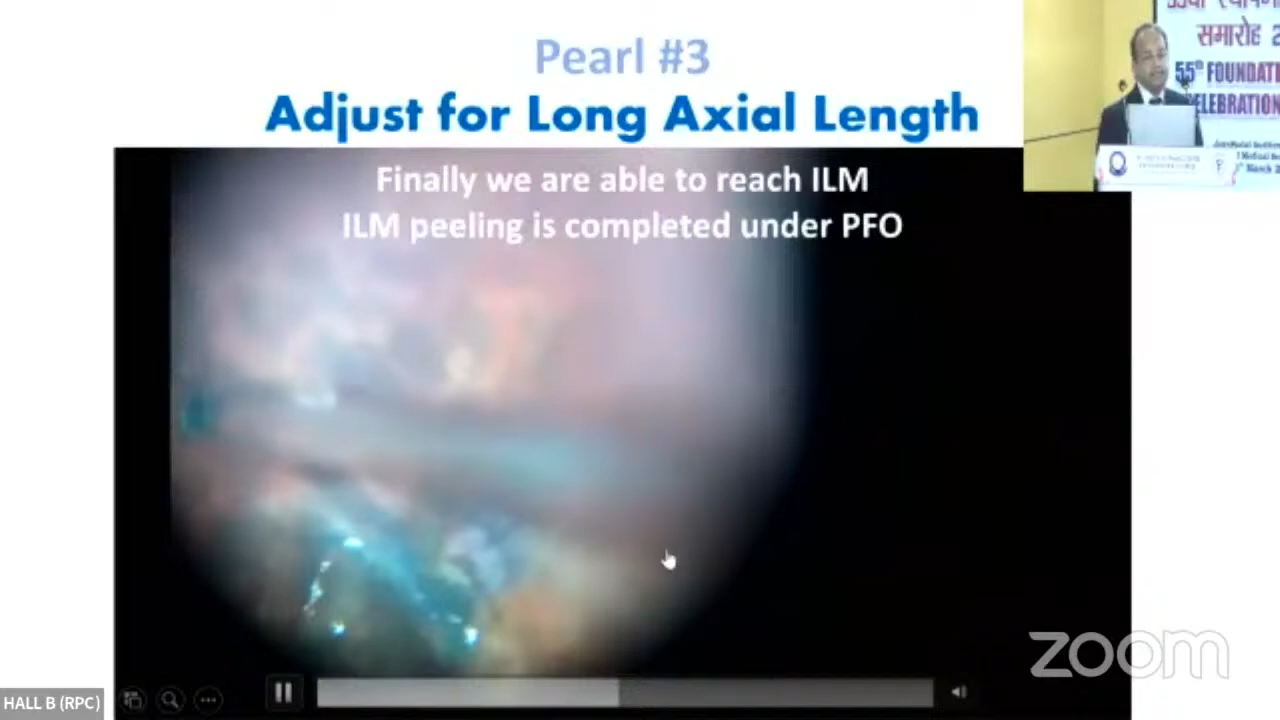 Pearl #3
Adjust for Long Axial Length
Finally we are able to reach ILM
ILM peeling is completed under PFO
समारोह 2
55th FOUNDATI
ELEBRATION
zoom
HALL B (RPC)